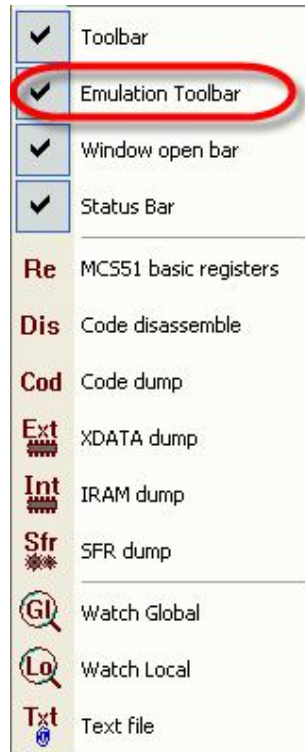 Toolbar
Emulation Toolbar
Window open bar
Status Bar
Re MCS51 basic registers
Dis Code disassemble
Cod Code dump
Ext XDATA dump
Int IRAM dump
Sfr SFR dump
Gl Watch Global
Lo Watch Local
Txt Text file